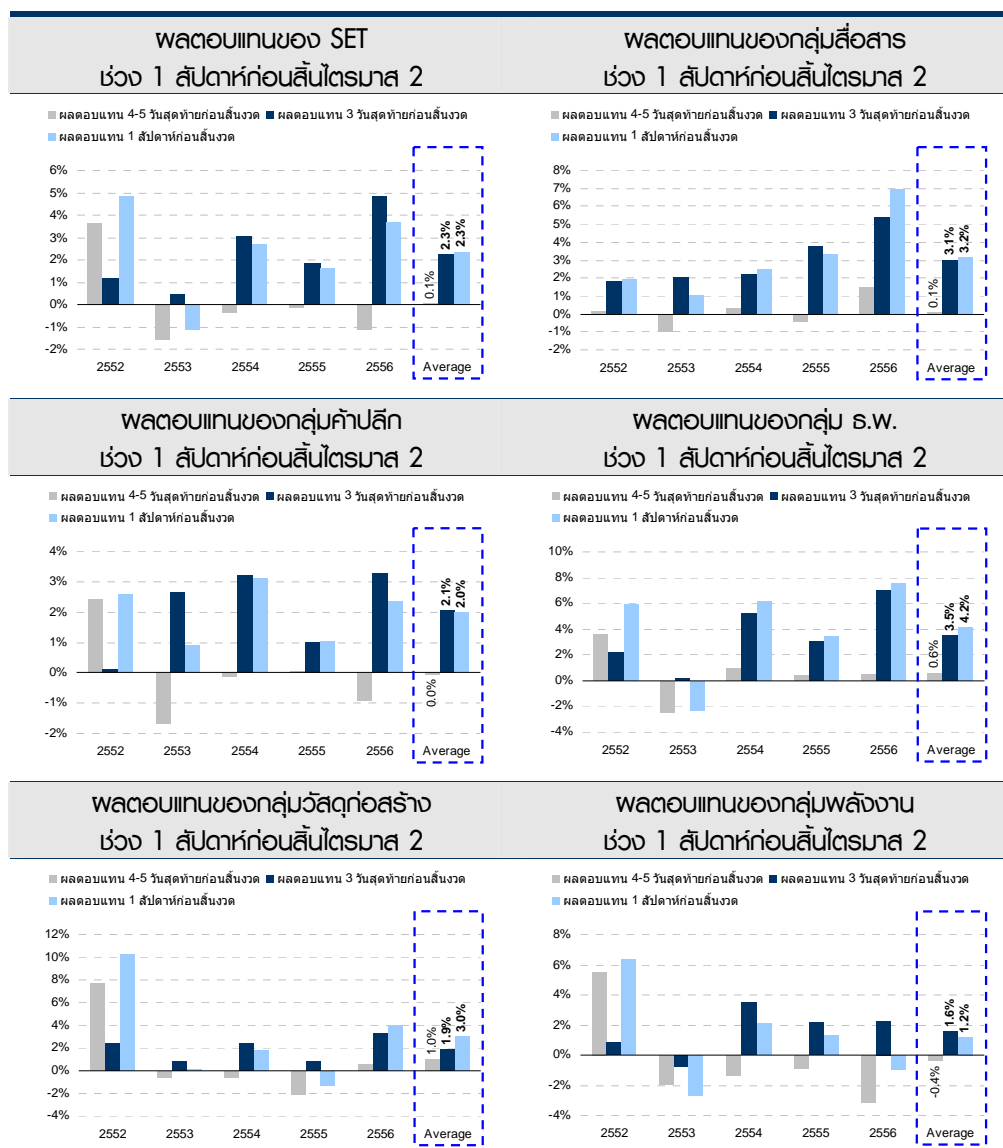 ผลตอบแทนของ SET
ช่วง 1 สัปดาห์ก่อนสิ้นไตรมาส 2
ผลตอบแทน 4-5 วันสุดท้ายก่อนสิ้นงวด ผลตอบแทน 3 วันสุดท้ายก่อนสิ้นงวด
ผลตอบแทน 1 สัปดาห์ก่อนสิ้นงวด
6%
5%
4%
3%
2%
1%
0%
-1%
-2%
0.1%
2.3%
2.3%
2552 2553 2554 2555 2556 Average
ผลตอบแทนของกลุ่มสื่อสาร
ช่วง 1 สัปดาห์ก่อนสิ้นไตรมาส 2
ผลตอบแทน 4-5 วันสุดท้ายก่อนสิ้นงวด ผลตอบแทน 3 วันสุดท้ายก่อนสิ้นงวด
ผลตอบแทน 1 สัปดาห์ก่อนสิ้นงวด
8%
7%
6%
5%
4%
3%
2%
1%
0%
-1%
-2%
0.1%
3.1%
3.2%
2552 2553 2554 2555 2556 Average
ผลตอบแทนของกลุ่มค้าปลีก
ช่วง 1 สัปดาห์ก่อนสิ้นไตรมาส 2
ผลตอบแทน 4-5 วันสุดท้ายก่อนสิ้นงวด ผลตอบแทน 3 วันสุดท้ายก่อนสิ้นงวด
ผลตอบแทน 1 สัปดาห์ก่อนสิ้นงวด
4%
3%
2%
1%
0%
-1%
-2%
0.0%
2.1%
2.0%
2552 2553 2554 2555 2556 Average
ผลตอบแทนของกลุ่ม ธ.พ.
ช่วง 1 สัปดาห์ก่อนสิ้นไตรมาส 2
ผลตอบแทน 4-5 วันสุดท้ายก่อนสิ้นงวด ผลตอบแทน 3 วันสุดท้ายก่อนสิ้นงวด
ผลตอบแทน 1 สัปดาห์ก่อนสิ้นงวด
10%
8%
6%
4%
2%
0%
-2%
-4%
0.6%
3.5%
4.2%
2552 2553 2554 2555 2556 Average
ผลตอบแทนของกลุ่มวัสดุก่อสร้าง
ช่วง 1 สัปดาห์ก่อนสิ้นไตรมาส 2
ผลตอบแทน 4-5 วันสุดท้ายก่อนสิ้นงวด ผลตอบแทน 3 วันสุดท้ายก่อนสิ้นงวด
ผลตอบแทน 1 สัปดาห์ก่อนสิ้นงวด
12%
10%
8%
6%
4%
2%
0%
-2%
-4%
1.0%
1.9%
3.0%
2552 2553 2554 2555 2556 Average
ผลตอบแทนของกลุ่มพลังงาน
ช่วง 1 สัปดาห์ก่อนสิ้นไตรมาส 2
ผลตอบแทน 4-5 วันสุดท้ายก่อนสิ้นงวด ผลตอบแทน 3 วันสุดท้ายก่อนสิ้นงวด
ผลตอบแทน 1 สัปดาห์ก่อนสิ้นงวด
8%
6%
4%
2%
0%
-2%
-4%
-0.4%
1.6%
1.2%
2552 2553 2554 2555 2556 Average